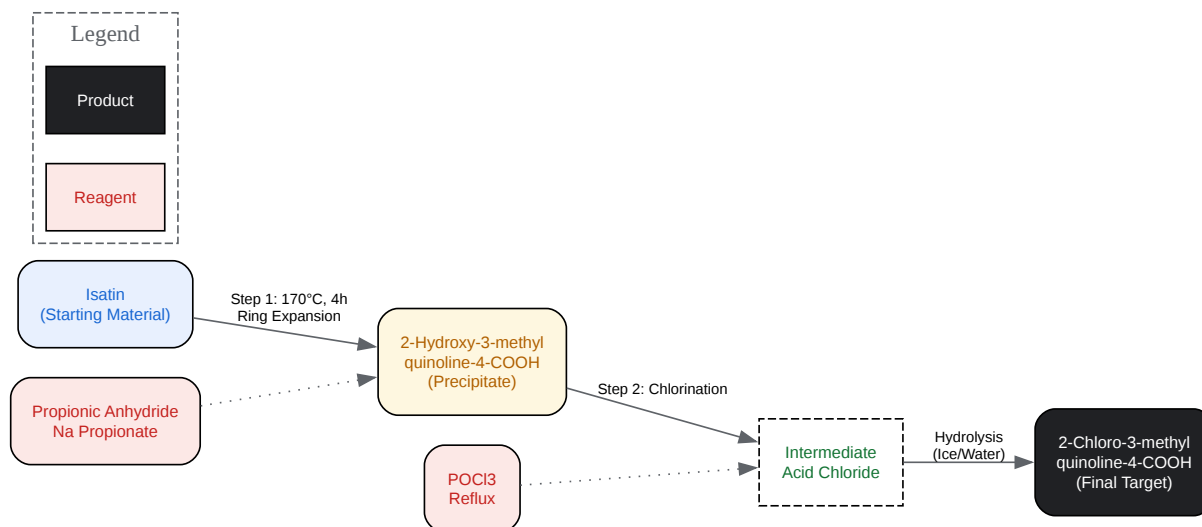 Legend
Product
Reagent
Isatin
(Starting Material)
Step 1: 170°C, 4h
Ring Expansion
Propionic Anhydride
Na Propionate
2-Hydroxy-3-methyl
quinoline-4-COOH
(Precipitate)
Step 2: Chlorination
POCl3
Reflux
Intermediate
Acid Chloride
Hydrolysis
(Ice/Water)
2-Chloro-3-methyl
quinoline-4-COOH
(Final Target)